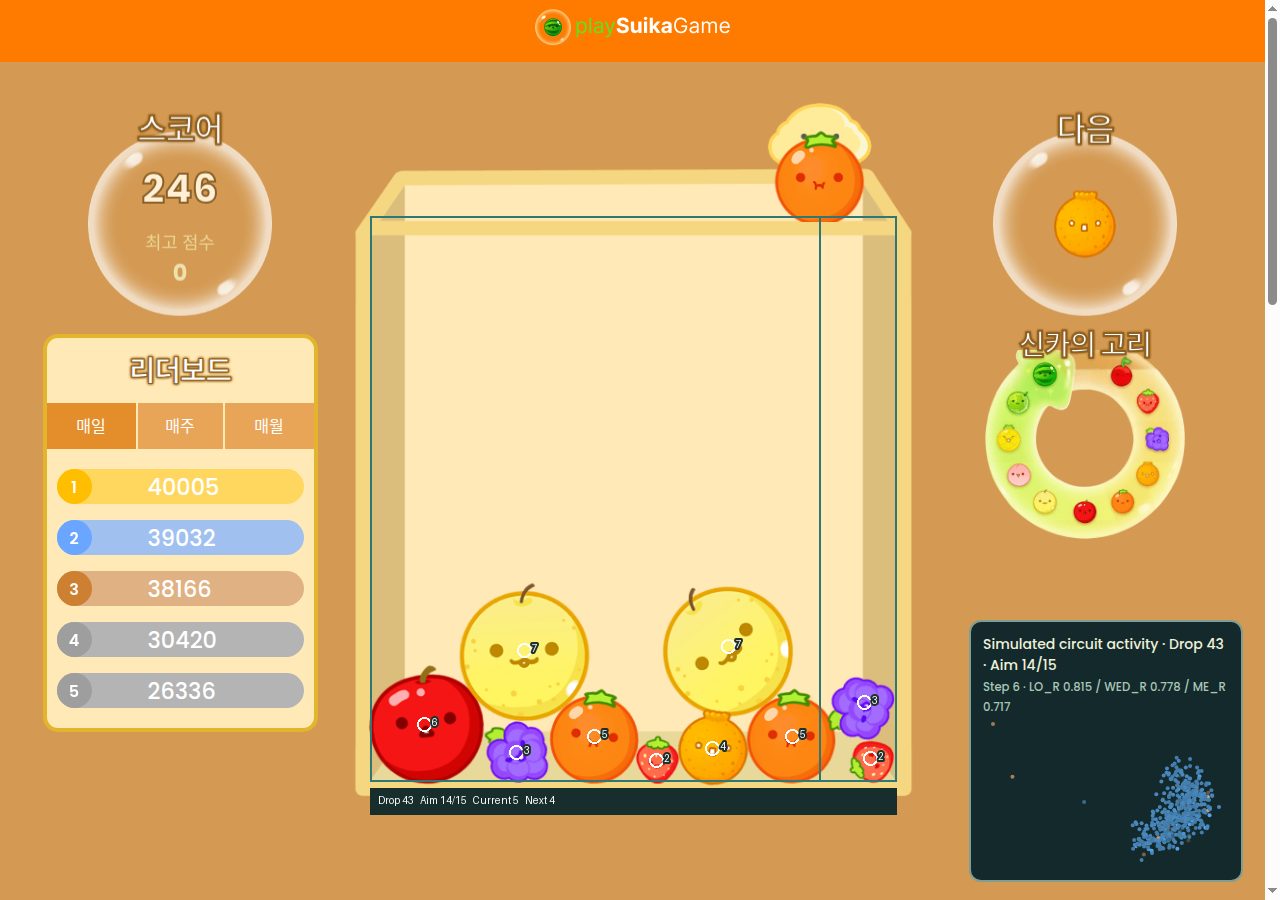 playSuikaGame
스코어
246
최고 점수
0
다음
리더보드
매일 매주 매월
1 40005
2 39032
3 38166
4 30420
5 26336
신카의 고리
7
7
6
3
5
2
4
5
3
2
Drop 43 Aim 14/15 Current 5 Next 4
Simulated circuit activity · Drop 43
· Aim 14/15
Step 6 · LO_R 0.815 / WED_R 0.778 / ME_R
0.717